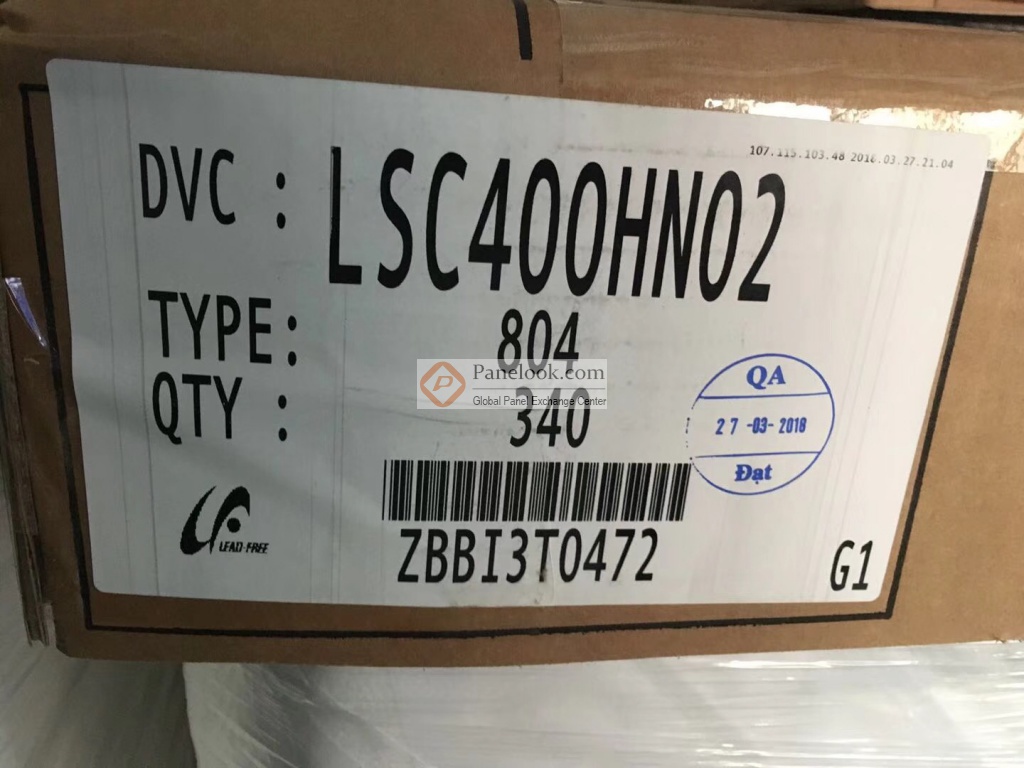 107.115.103.48 2018.03.27.21.04
DVC : LSC400HN02
TYPE: 804
QTY : 340
Panelook.com
Global Panel Exchange Center
QA
27 -03- 2018
Đạt
LEAD-FREE
ZBBI3T0472
G1